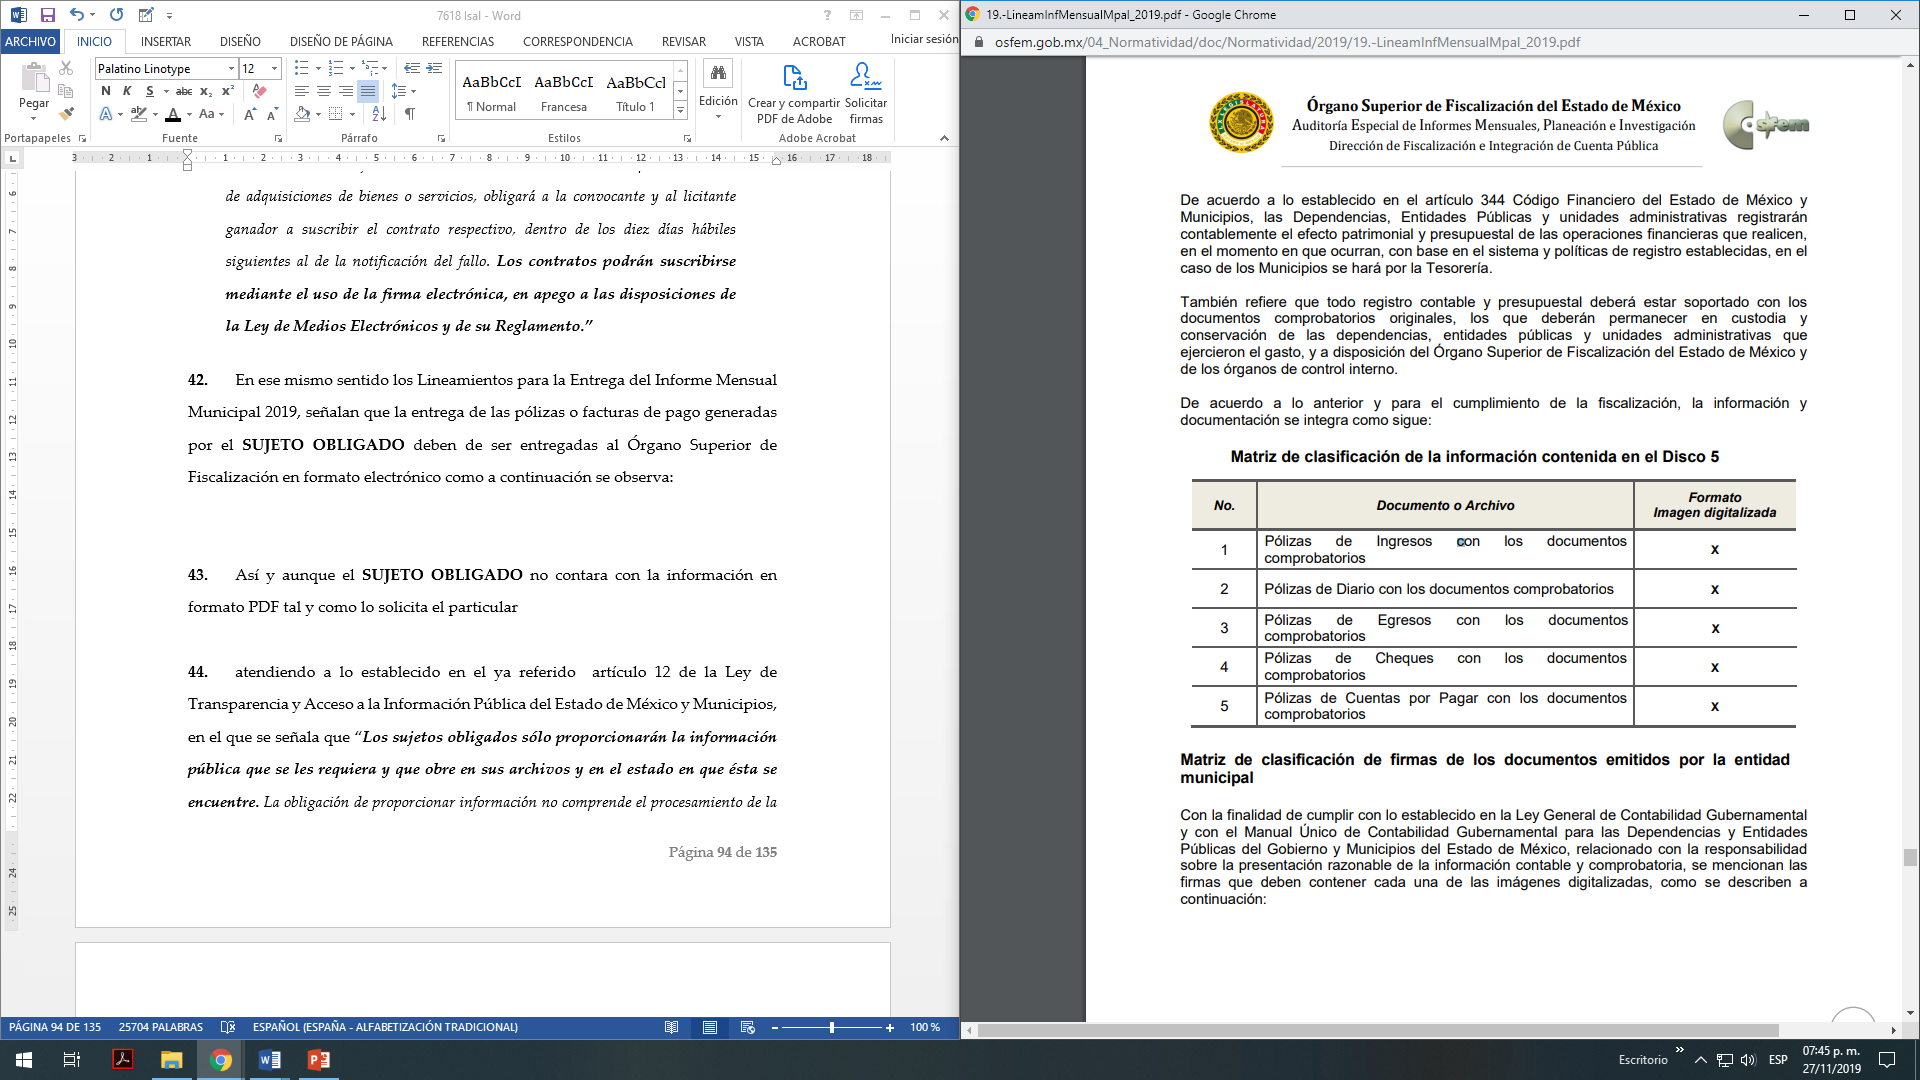 7618 Isal - Word
ARCHIVO INICIO INSERTAR DISEÑO DISEÑO DE PÁGINA REFERENCIAS CORRESPONDENCIA REVISAR VISTA ACROBAT Iniciar sesión
Pegar
Palatino Linotype 12
N K S abc x₂ x²
A aby A Aa A A
AaBbCcI AaBbCcI AaBbCcl
¶ Normal Francesa Título 1
Edición
Crear y compartir PDF de Adobe
Solicitar firmas
Portapapeles Fuente Párrafo Estilos Adobe Acrobat
3 2 1 1 2 3 4 5 6 7 8 9 10 11 12 13 14 15 16 17 18
de adquisiciones de bienes o servicios, obligará a la convocante y al licitante
ganador a suscribir el contrato respectivo, dentro de los diez días hábiles
siguientes al de la notificación del fallo. Los contratos podrán suscribirse
mediante el uso de la firma electrónica, en apego a las disposiciones de
la Ley de Medios Electrónicos y de su Reglamento.”
42. En ese mismo sentido los Lineamientos para la Entrega del Informe Mensual
Municipal 2019, señalan que la entrega de las pólizas o facturas de pago generadas
por el SUJETO OBLIGADO deben de ser entregadas al Órgano Superior de
Fiscalización en formato electrónico como a continuación se observa:
43. Así y aunque el SUJETO OBLIGADO no contara con la información en
formato PDF tal y como lo solicita el particular
44. atendiendo a lo establecido en el ya referido artículo 12 de la Ley de
Transparencia y Acceso a la Información Pública del Estado de México y Municipios,
en el que se señala que “Los sujetos obligados sólo proporcionarán la información
pública que se les requiera y que obre en sus archivos y en el estado en que ésta se
encuentre. La obligación de proporcionar información no comprende el procesamiento de la
Página 94 de 135
PÁGINA 94 DE 135 25704 PALABRAS ESPAÑOL (ESPAÑA - ALFABETIZACIÓN TRADICIONAL) 100 %
19.-LineamInfMensualMpal_2019.pdf - Google Chrome
osfem.gob.mx/04_Normatividad/doc/Normatividad/2019/19.-LineamInfMensualMpal_2019.pdf
Órgano Superior de Fiscalización del Estado de México
Auditoría Especial de Informes Mensuales, Planeación e Investigación
Dirección de Fiscalización e Integración de Cuenta Pública
osfem
De acuerdo a lo establecido en el artículo 344 Código Financiero del Estado de México y
Municipios, las Dependencias, Entidades Públicas y unidades administrativas registrarán
contablemente el efecto patrimonial y presupuestal de las operaciones financieras que realicen,
en el momento en que ocurran, con base en el sistema y políticas de registro establecidas, en el
caso de los Municipios se hará por la Tesorería.
También refiere que todo registro contable y presupuestal deberá estar soportado con los
documentos comprobatorios originales, los que deberán permanecer en custodia y
conservación de las dependencias, entidades públicas y unidades administrativas que
ejercieron el gasto, y a disposición del Órgano Superior de Fiscalización del Estado de México y
de los órganos de control interno.
De acuerdo a lo anterior y para el cumplimiento de la fiscalización, la información y
documentación se integra como sigue:
Matriz de clasificación de la información contenida en el Disco 5
No. Documento o Archivo Formato Imagen digitalizada
1 Pólizas de Ingresos con los documentos comprobatorios X
2 Pólizas de Diario con los documentos comprobatorios X
3 Pólizas de Egresos con los documentos comprobatorios X
4 Pólizas de Cheques con los documentos comprobatorios X
5 Pólizas de Cuentas por Pagar con los documentos comprobatorios X
Matriz de clasificación de firmas de los documentos emitidos por la entidad
municipal
Con la finalidad de cumplir con lo establecido en la Ley General de Contabilidad Gubernamental
y con el Manual Único de Contabilidad Gubernamental para las Dependencias y Entidades
Públicas del Gobierno y Municipios del Estado de México, relacionado con la responsabilidad
sobre la presentación razonable de la información contable y comprobatoria, se mencionan las
firmas que deben contener cada una de las imágenes digitalizadas, como se describen a
continuación:
Escritorio ESP 07:45 p. m.
27/11/2019